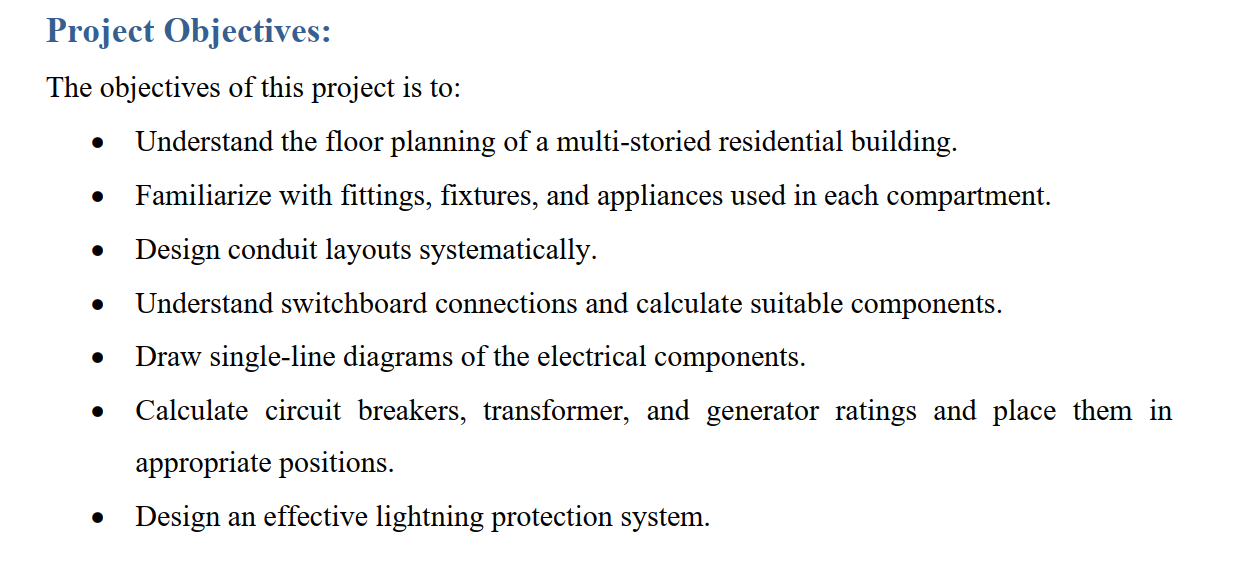 Project Objectives:
The objectives of this project is to:
• Understand the floor planning of a multi-storied residential building.
• Familiarize with fittings, fixtures, and appliances used in each compartment.
• Design conduit layouts systematically.
• Understand switchboard connections and calculate suitable components.
• Draw single-line diagrams of the electrical components.
• Calculate circuit breakers, transformer, and generator ratings and place them in
appropriate positions.
• Design an effective lightning protection system.